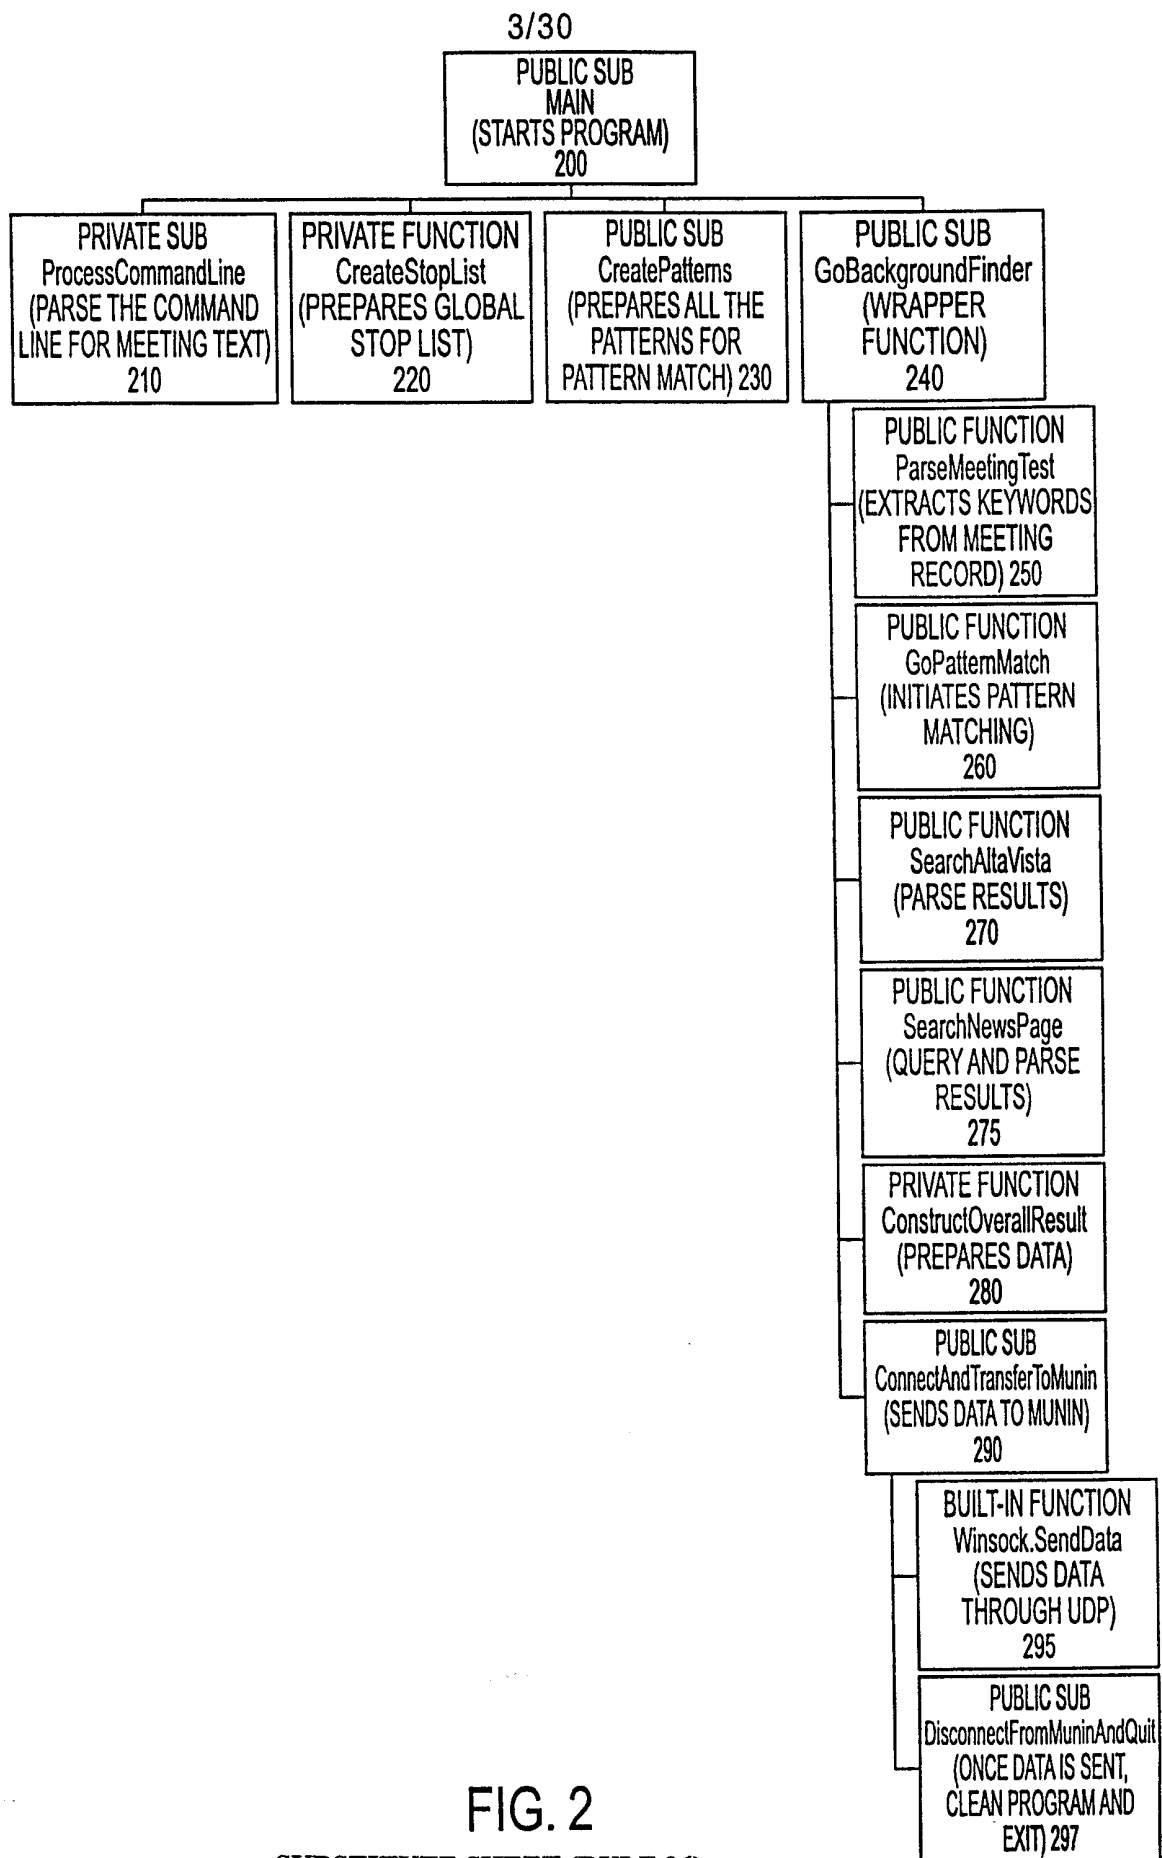 3/30
PUBLIC SUB
MAIN
(STARTS PROGRAM)
200
PRIVATE SUB
ProcessCommandLine
(PARSE THE COMMAND
LINE FOR MEETING TEXT)
210
PRIVATE FUNCTION
CreateStopList
(PREPARES GLOBAL
STOP LIST)
220
PUBLIC SUB
CreatePatterns
(PREPARES ALL THE
PATTERNS FOR
PATTERN MATCH) 230
PUBLIC SUB
GoBackgroundFinder
(WRAPPER
FUNCTION)
240
PUBLIC FUNCTION
ParseMeetingTest
(EXTRACTS KEYWORDS
FROM MEETING
RECORD) 250
PUBLIC FUNCTION
GoPatternMatch
(INITIATES PATTERN
MATCHING)
260
PUBLIC FUNCTION
SearchAltaVista
(PARSE RESULTS)
270
PUBLIC FUNCTION
SearchNewsPage
(QUERY AND PARSE
RESULTS)
275
PRIVATE FUNCTION
ConstructOverallResult
(PREPARES DATA)
280
PUBLIC SUB
ConnectAndTransferToMunin
(SENDS DATA TO MUNIN)
290
BUILT-IN FUNCTION
Winsock.SendData
(SENDS DATA
THROUGH UDP)
295
PUBLIC SUB
DisconnectFromMuninAndQuit
(ONCE DATA IS SENT,
CLEAN PROGRAM AND
EXIT) 297
FIG. 2